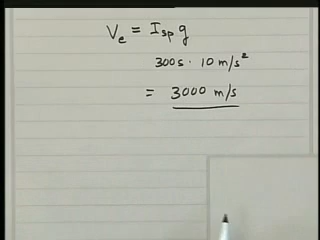 Ve = Isp g
300s · 10 m/s²
= 3000 m/s